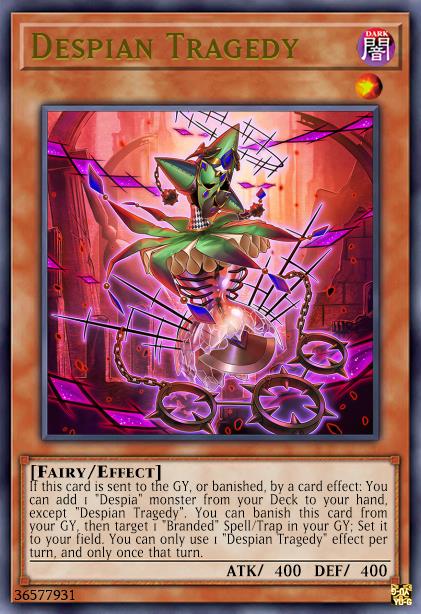 DESPIAN TRAGEDY
DARK
闇
[FAIRY/EFFECT]
If this card is sent to the GY, or banished, by a card effect: You
can add 1 "Despia" monster from your Deck to your hand,
except "Despian Tragedy". You can banish this card
from your GY, then target 1 "Branded" Spell/Trap in your GY; Set it
to your field. You can only use 1 "Despian Tragedy" effect per
turn, and only once that turn.
ATK/ 400 DEF/ 400
36577931